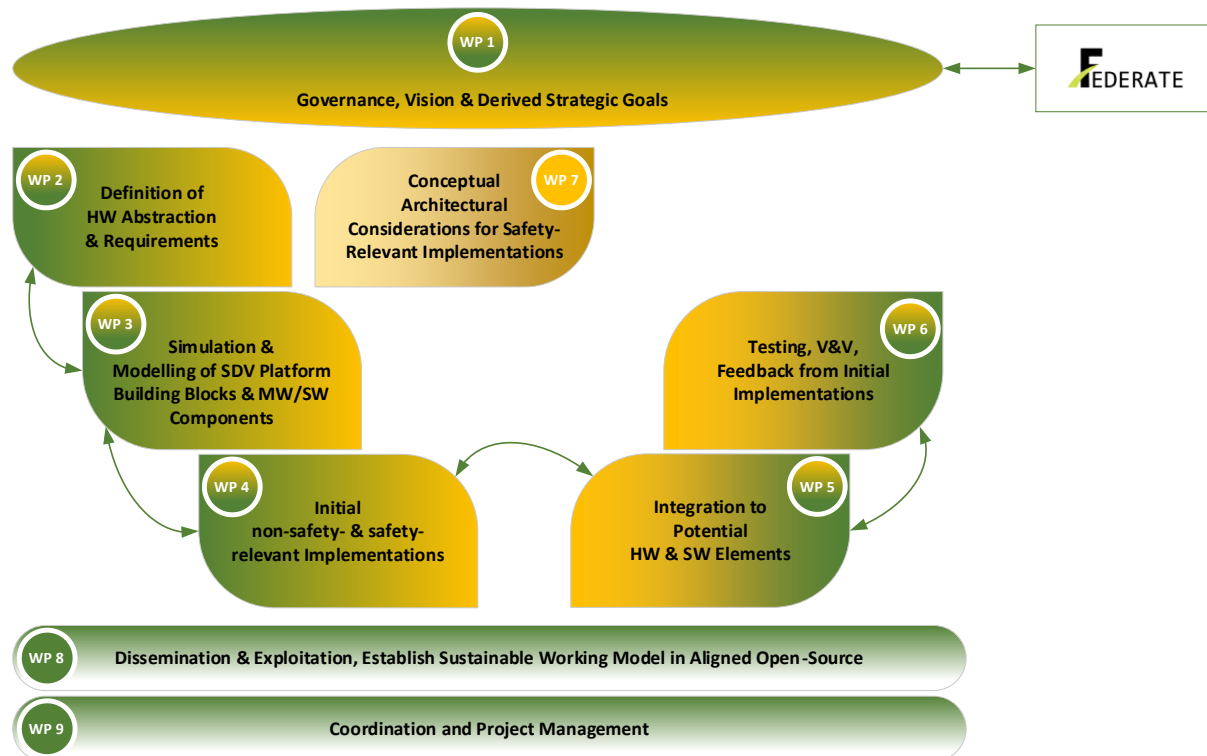 WP 1
Governance, Vision & Derived Strategic Goals
FEDERATE
WP 2
Definition of
HW Abstraction
& Requirements
WP 7
Conceptual
Architectural
Considerations for Safety-
Relevant Implementations
WP 3
Simulation &
Modelling of SDV Platform
Building Blocks & MW/SW
Components
WP 6
Testing, V&V,
Feedback from Initial
Implementations
WP 4
Initial
non-safety- & safety-
relevant Implementations
WP 5
Integration to
Potential
HW & SW Elements
WP 8
Dissemination & Exploitation, Establish Sustainable Working Model in Aligned Open-Source
WP 9
Coordination and Project Management